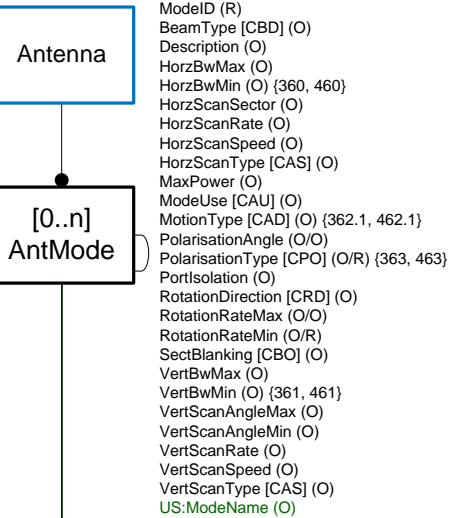 Antenna
[0..n]
AntMode
ModeID (R)
BeamType [CBD] (O)
Description (O)
HorzBwMax (O)
HorzBwMin (O) {360, 460}
HorzScanSector (O)
HorzScanRate (O)
HorzScanSpeed (O)
HorzScanType [CAS] (O)
MaxPower (O)
ModeUse [CAU] (O)
MotionType [CAD] (O) {362.1, 462.1}
PolarisationAngle (O/O)
PolarisationType [CPO] (O/R) {363, 463}
PortIsolation (O)
RotationDirection [CRD] (O)
RotationRateMax (O/O)
RotationRateMin (O/R)
SectBlanking [CBO] (O)
VertBwMax (O)
VertBwMin (O) {361, 461}
VertScanAngleMax (O)
VertScanAngleMin (O)
VertScanRate (O)
VertScanSpeed (O)
VertScanType [CAS] (O)
US:ModeName (O)